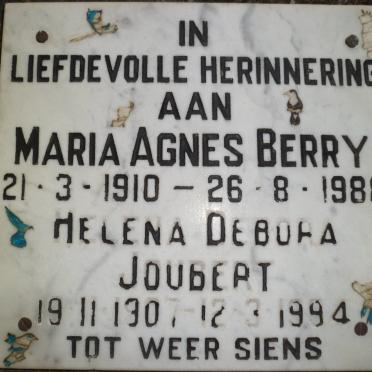 IN
LIEFDEVOLLE HERINNERING
AAN
MARIA AGNES BERRY
21 · 3 · 1910 – 26 · 8 ·
HELENA DEBORA
JOUBERT
19·11·1907 - 12·3·1994
TOT WEER SIENS